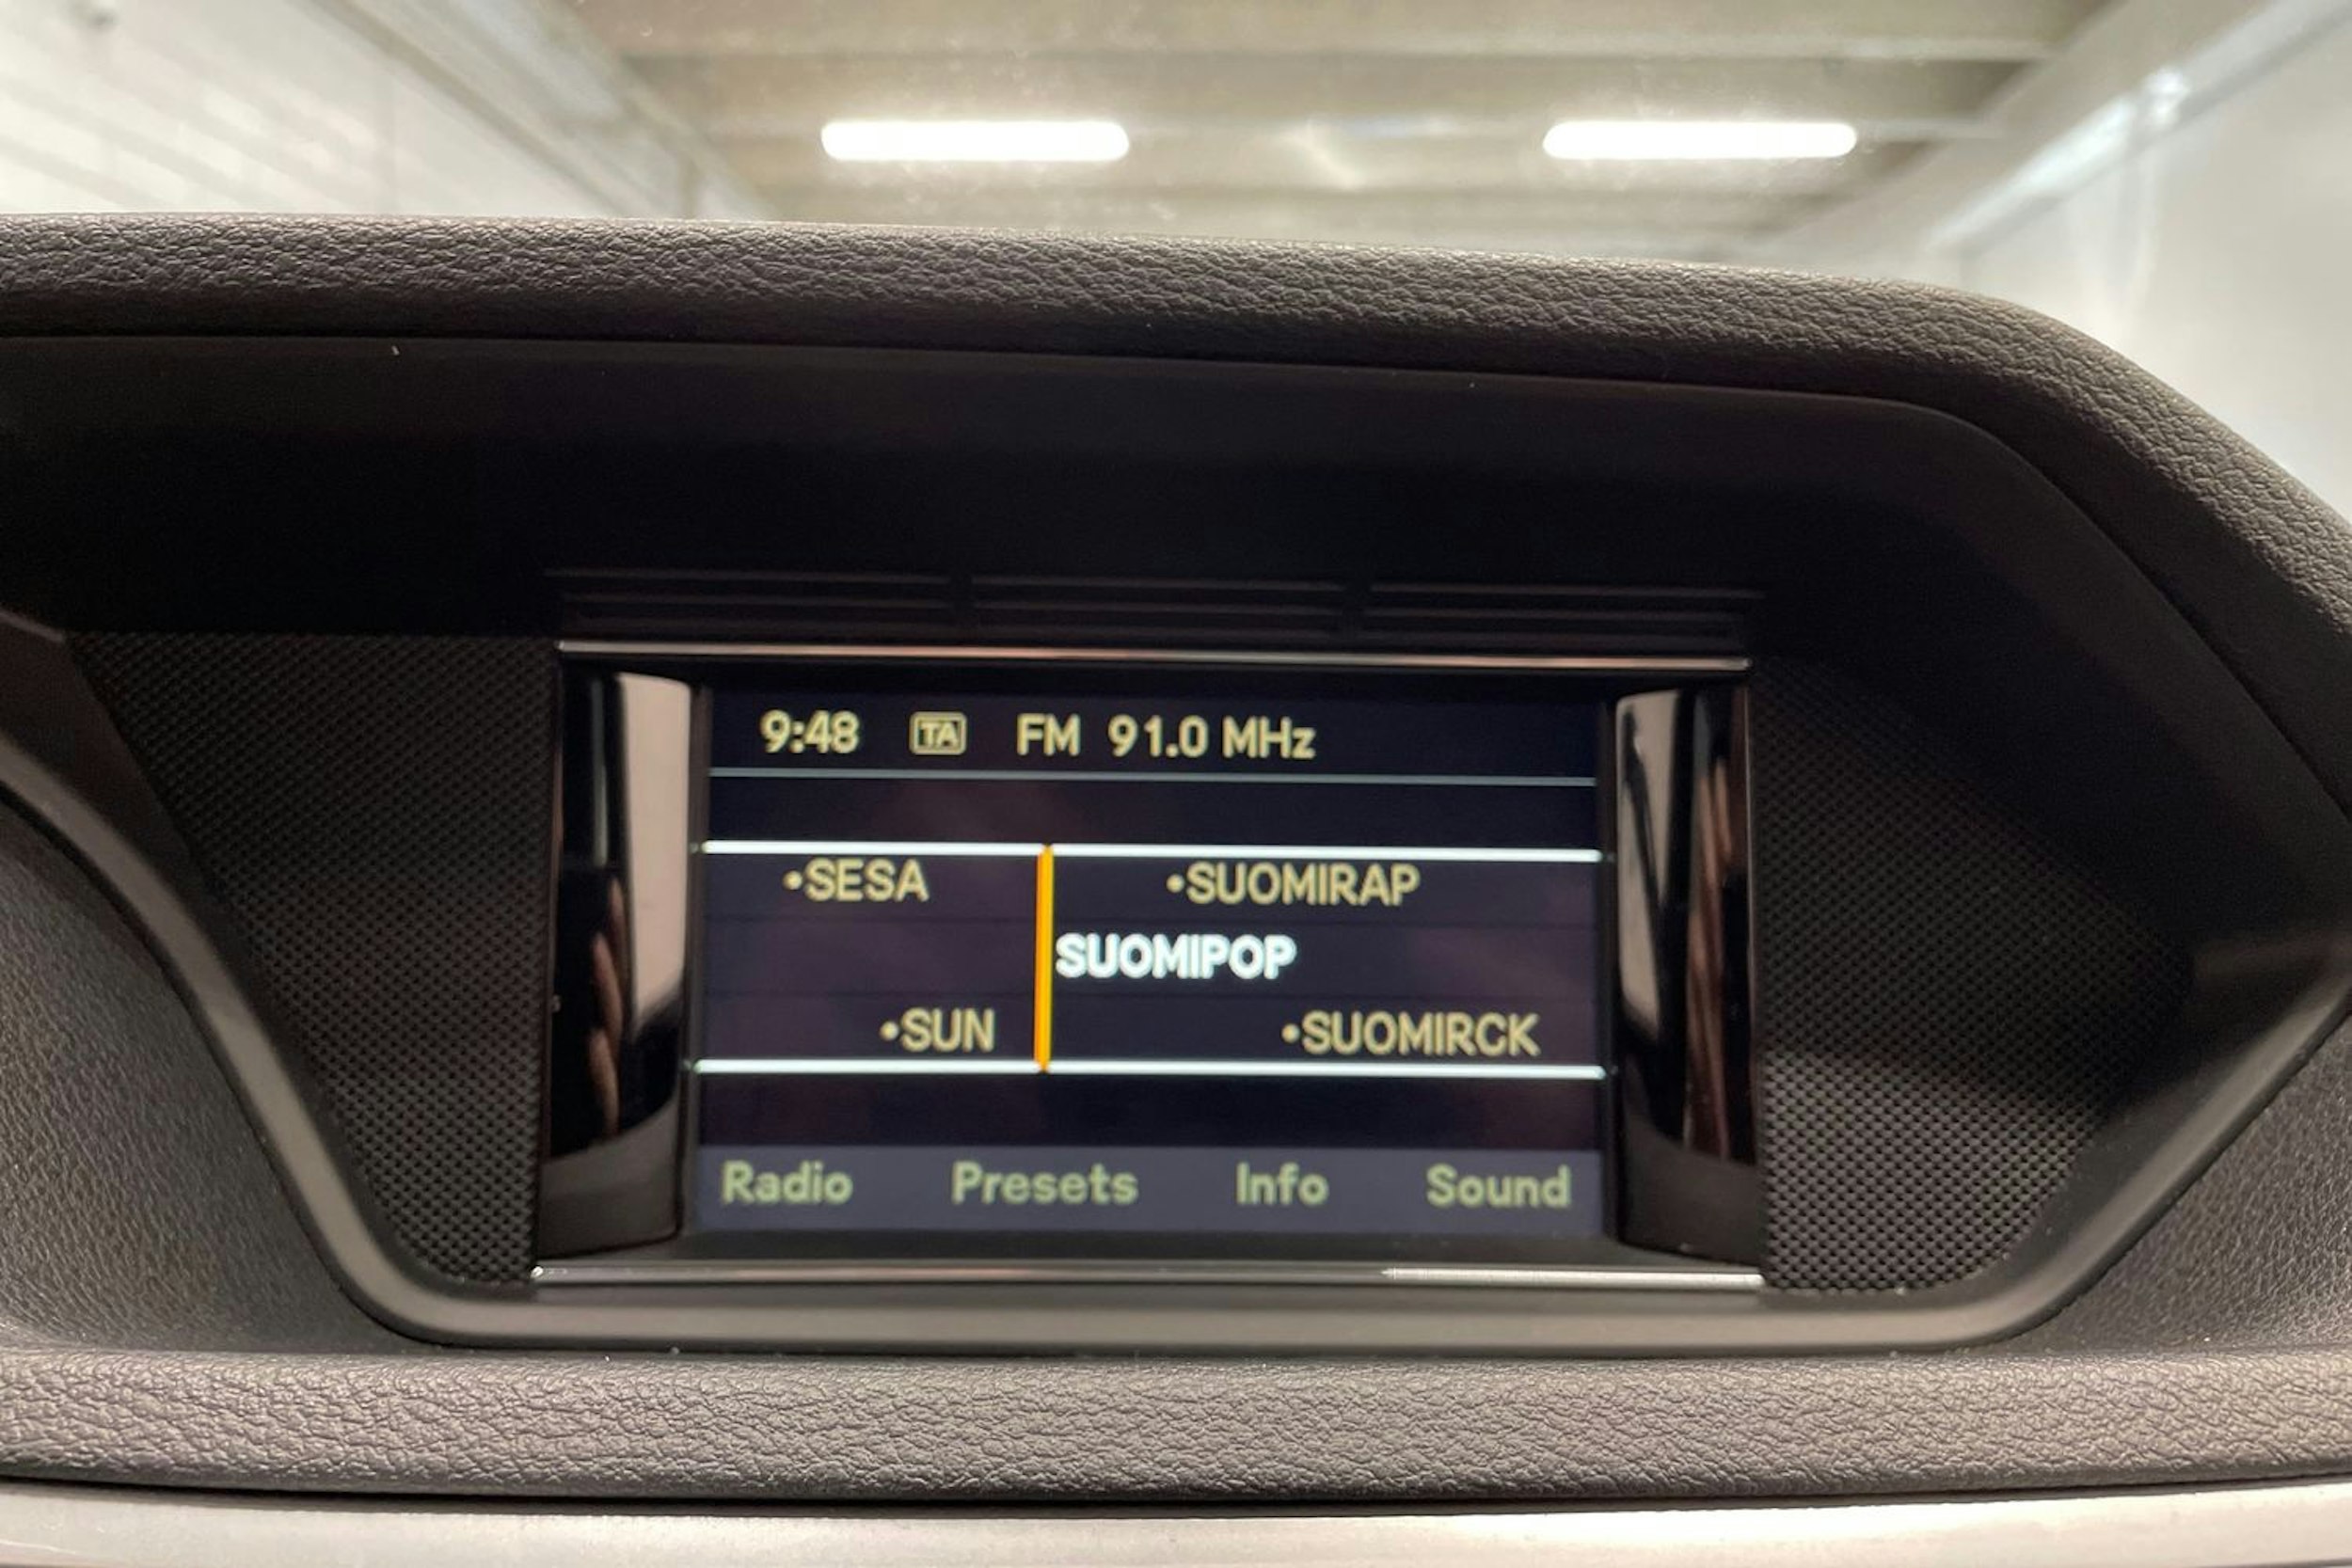 9:48 TA FM 91.0 MHz
•SESA •SUOMIRAP
SUOMIPOP
•SUN •SUOMIRCK
Radio Presets Info Sound